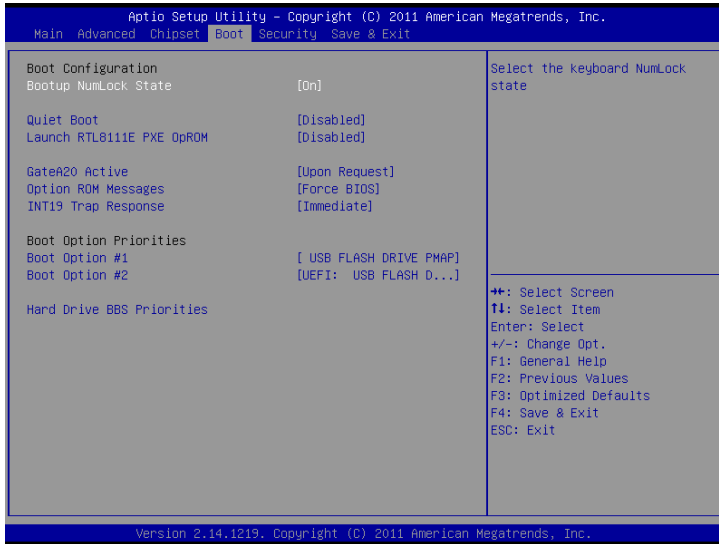 Aptio Setup Utility – Copyright (C) 2011 American Megatrends, Inc.
Main Advanced Chipset Boot Security Save & Exit
Boot Configuration
Bootup NumLock State [On]
Quiet Boot [Disabled]
Launch RTL8111E PXE OpROM [Disabled]
GateA20 Active [Upon Request]
Option ROM Messages [Force BIOS]
INT19 Trap Response [Immediate]
Boot Option Priorities
Boot Option #1 [ USB FLASH DRIVE PMAP]
Boot Option #2 [UEFI: USB FLASH D...]
Hard Drive BBS Priorities
Select the keyboard NumLock
state
→←: Select Screen
↑↓: Select Item
Enter: Select
+/-: Change Opt.
F1: General Help
F2: Previous Values
F3: Optimized Defaults
F4: Save & Exit
ESC: Exit
Version 2.14.1219. Copyright (C) 2011 American Megatrends, Inc.